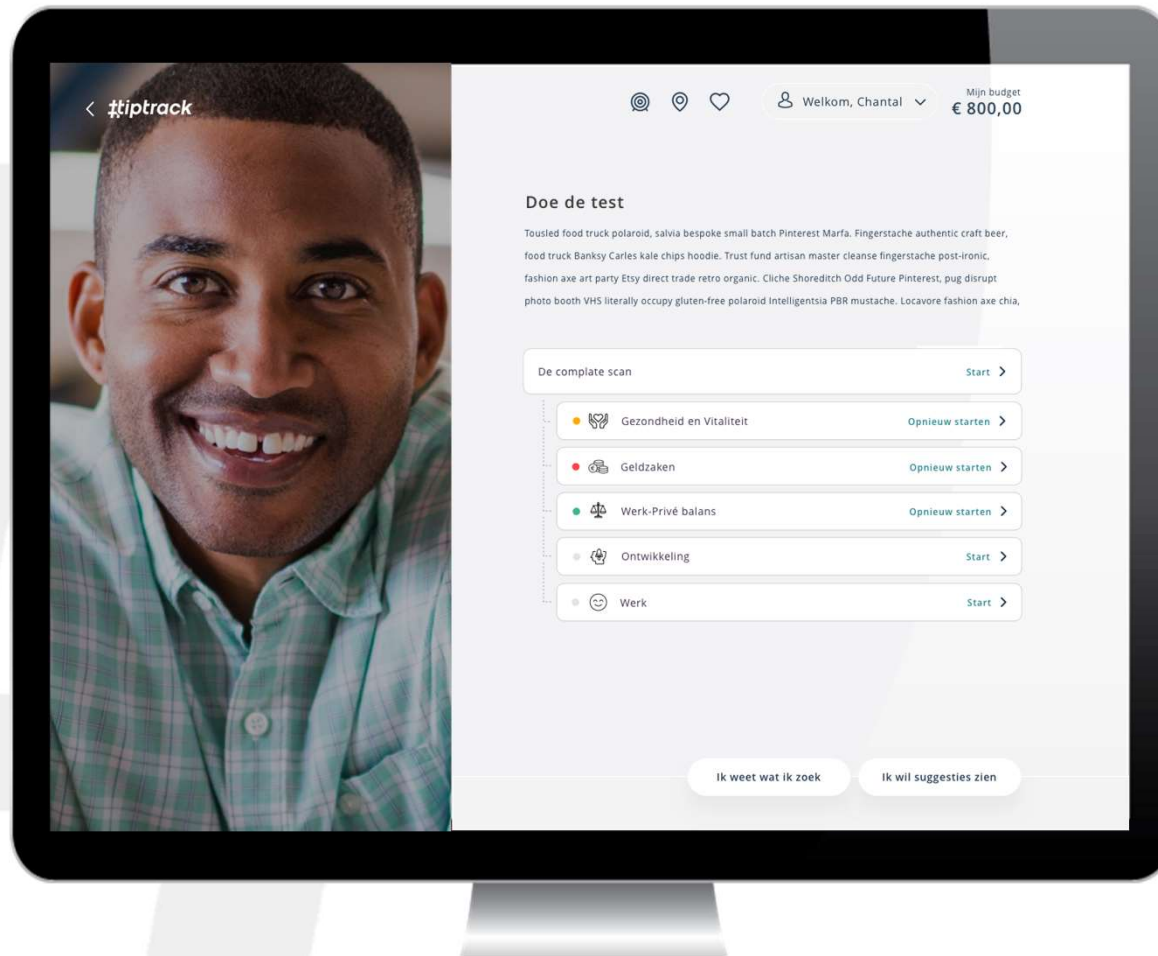 #tiptrack
Welkom, Chantal
Mijn budget
€ 800,00
Doe de test
Tousled food truck polaroid, salvia bespoke small batch Pinterest Marfa. Fingerstache authentic craft beer,
food truck Banksy Carles kale chips hoodie. Trust fund artisan master cleanse fingerstache post-ironic,
fashion axe art party Etsy direct trade retro organic. Cliche Shoreditch Odd Future Pinterest, pug disrupt
photo booth VHS literally occupy gluten-free polaroid Intelligentsia PBR mustache. Locavore fashion axe chia,
De complate scan Start
Gezondheid en Vitaliteit Opnieuw starten
Geldzaken Opnieuw starten
Werk-Privé balans Opnieuw starten
Ontwikkeling Start
Werk Start
Ik weet wat ik zoek Ik wil suggesties zien